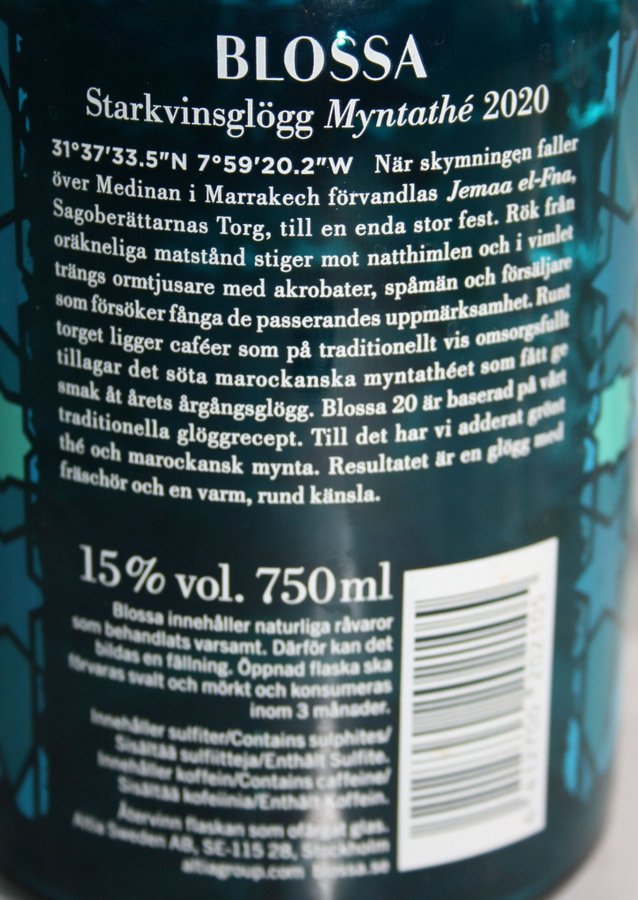 BLOSSA
Starkvinsglögg Myntathé 2020
31°37'33.5"N 7°59'20.2"W När skymningen faller
över Medinan i Marrakech förvandlas Jemaa el-Fna,
Sagoberättarnas Torg, till en enda stor fest. Rök från
oräkneliga matstånd stiger mot natthimlen och i vimlet
trängs ormtjusare med akrobater, spåmän och försäljare
som försöker fånga de passerandes uppmärksamhet. Runt
torget ligger caféer som på traditionellt vis omsorgsfullt
tillagar det söta marockanska myntathéet som fått ge
smak åt årets årgångsglögg. Blossa 20 är baserad på vårt
traditionella glöggrecept. Till det har vi adderat grönt
thé och marockansk mynta. Resultatet är en glögg med
fräschör och en varm, rund känsla.
15% vol. 750ml
Blossa innehåller naturliga råvaror
som behandlats varsamt. Därför kan det
bildas en fällning. Öppnad flaska ska
förvaras svalt och mörkt och konsumeras
inom 3 månader.
Innehåller sulfiter/Contains sulphites/
Sisältää sulfiitteja/Enthält Sulfite.
Innehåller koffein/Contains caffeine/
Sisältää kofeiinia/Enthält Koffein.
Återvinn flaskan som ofärgat glas.
Altia Sweden AB, SE-115 28, Stockholm
altiagroup.com blossa.se